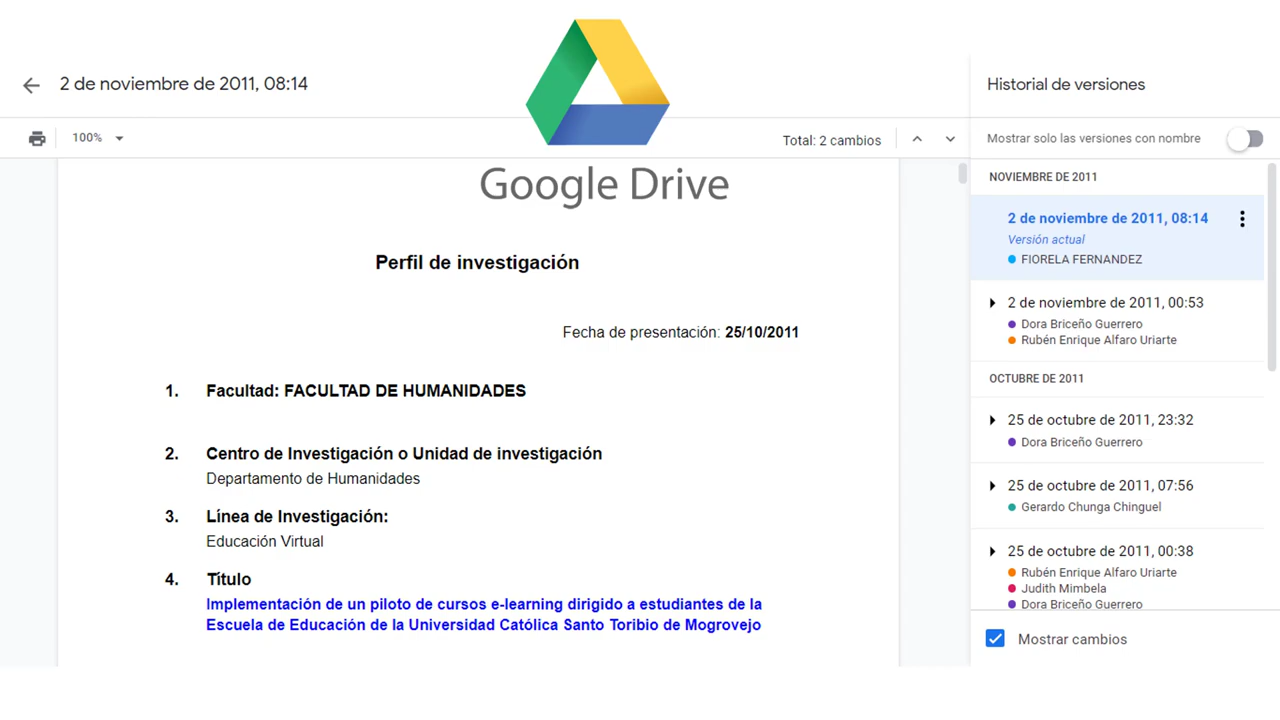 2 de noviembre de 2011, 08:14
Historial de versiones
100%
Total: 2 cambios
Mostrar solo las versiones con nombre
Google Drive
Perfil de investigación
Fecha de presentación: 25/10/2011
1. Facultad: FACULTAD DE HUMANIDADES
2. Centro de Investigación o Unidad de investigación
Departamento de Humanidades
3. Línea de Investigación:
Educación Virtual
4. Título
Implementación de un piloto de cursos e-learning dirigido a estudiantes de la
Escuela de Educación de la Universidad Católica Santo Toribio de Mogrovejo
NOVIEMBRE DE 2011
2 de noviembre de 2011, 08:14
Versión actual
FIORELA FERNANDEZ
2 de noviembre de 2011, 00:53
Dora Briceño Guerrero
Rubén Enrique Alfaro Uriarte
OCTUBRE DE 2011
25 de octubre de 2011, 23:32
Dora Briceño Guerrero
25 de octubre de 2011, 07:56
Gerardo Chunga Chinguel
25 de octubre de 2011, 00:38
Rubén Enrique Alfaro Uriarte
Judith Mimbela
Dora Briceño Guerrero
Mostrar cambios